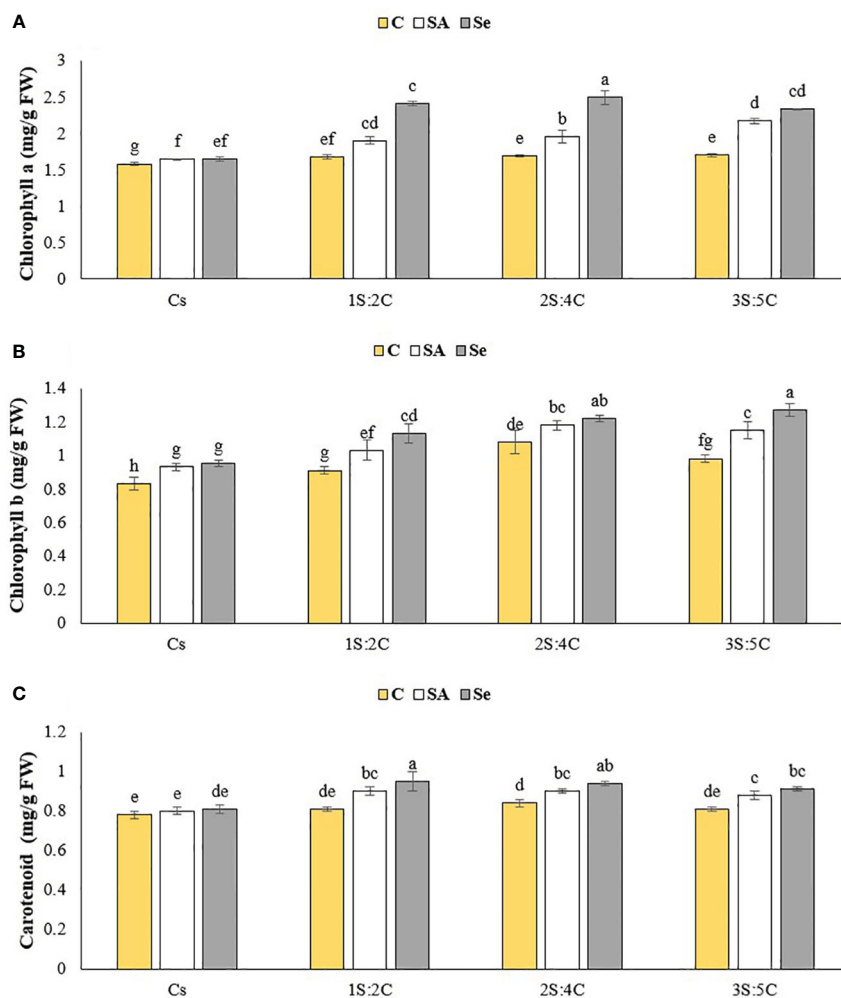 A
C SA Se
Chlorophyll a (mg/g FW)
3
2.5
2
1.5
1
0.5
0
g f ef ef cd c e b a e d cd
Cs 1S:2C 2S:4C 3S:5C
B
C SA Se
Chlorophyll b (mg/g FW)
1.4
1.2
1
0.8
0.6
0.4
0.2
0
h g g g ef cd de bc ab fg c a
Cs 1S:2C 2S:4C 3S:5C
C
C SA Se
Carotenoid (mg/g FW)
1.2
1
0.8
0.6
0.4
0.2
0
e e de de bc a d bc ab de c bc
Cs 1S:2C 2S:4C 3S:5C